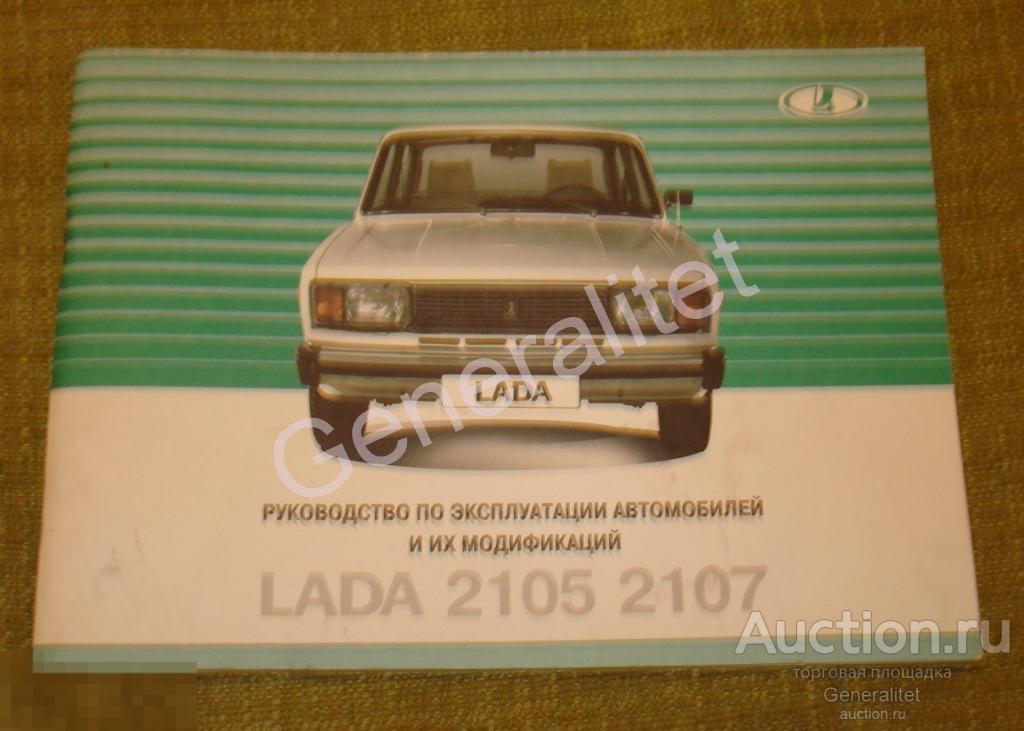 Generalitet
LADA
РУКОВОДСТВО ПО ЭКСПЛУАТАЦИИ АВТОМОБИЛЕЙ
И ИХ МОДИФИКАЦИЙ
LADA 2105 2107
Auction.ru
торговая площадка
Generalitet
auction.ru